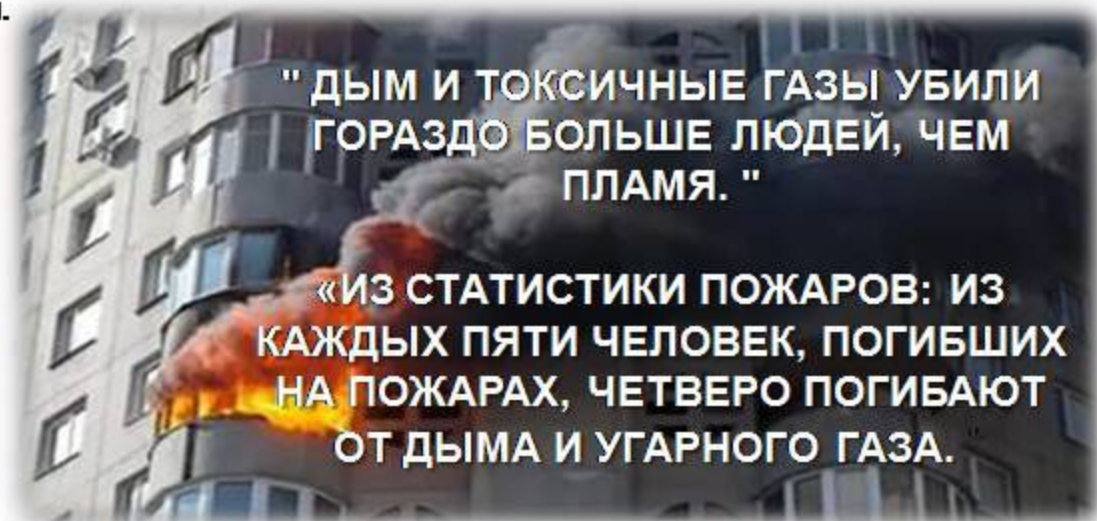 " ДЫМ И ТОКСИЧНЫЕ ГАЗЫ УБИЛИ
ГОРАЗДО БОЛЬШЕ ЛЮДЕЙ, ЧЕМ
ПЛАМЯ. "
«ИЗ СТАТИСТИКИ ПОЖАРОВ: ИЗ
КАЖДЫХ ПЯТИ ЧЕЛОВЕК, ПОГИБШИХ
НА ПОЖАРАХ, ЧЕТВЕРО ПОГИБАЮТ
ОТ ДЫМА И УГАРНОГО ГАЗА. "